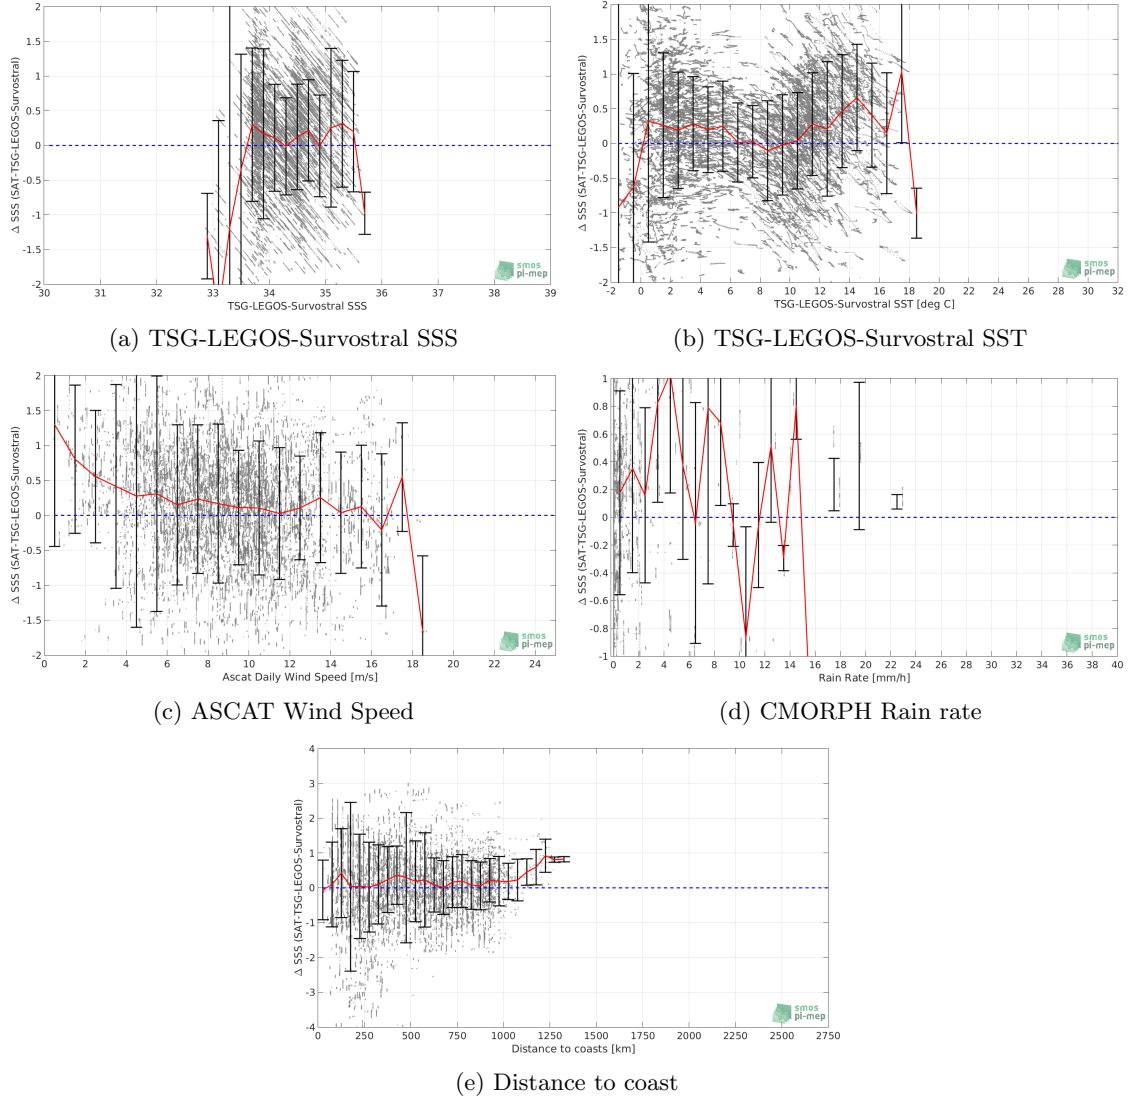 Δ SSS (SAT-TSG-LEGOS-Survostral)
2
1.5
1
0.5
0
-0.5
-1
-1.5
-2
30 31 32 33 34 35 36 37 38 39
TSG-LEGOS-Survostral SSS
smos
pi-mep
(a) TSG-LEGOS-Survostral SSS
Δ SSS (SAT-TSG-LEGOS-Survostral)
2
1.5
1
0.5
0
-0.5
-1
-1.5
-2
-2 0 2 4 6 8 10 12 14 16 18 20 22 24 26 28 30 32
TSG-LEGOS-Survostral SST [deg C]
smos
pi-mep
(b) TSG-LEGOS-Survostral SST
Δ SSS (SAT-TSG-LEGOS-Survostral)
2
1.5
1
0.5
0
-0.5
-1
-1.5
-2
0 2 4 6 8 10 12 14 16 18 20 22 24
Ascat Daily Wind Speed [m/s]
smos
pi-mep
(c) ASCAT Wind Speed
Δ SSS (SAT-TSG-LEGOS-Survostral)
1
0.8
0.6
0.4
0.2
0
-0.2
-0.4
-0.6
-0.8
-1
0 2 4 6 8 10 12 14 16 18 20 22 24 26 28 30 32 34 36 38 40
Rain Rate [mm/h]
smos
pi-mep
(d) CMORPH Rain rate
Δ SSS (SAT-TSG-LEGOS-Survostral)
4
3
2
1
0
-1
-2
-3
-4
0 250 500 750 1000 1250 1500 1750 2000 2250 2500 2750
Distance to coasts [km]
smos
pi-mep
(e) Distance to coast